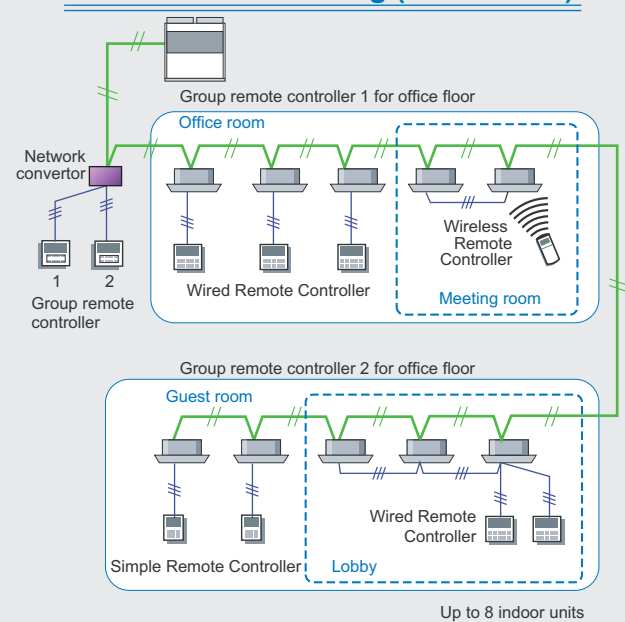 Group remote controller 1 for office floor
Office room
Network
convertor
Wireless
Remote
Controller
1 2
Wired Remote Controller
Meeting room
Group remote
controller
Group remote controller 2 for office floor
Guest room
Wired Remote
Controller
Simple Remote Controller
Lobby
Up to 8 indoor units